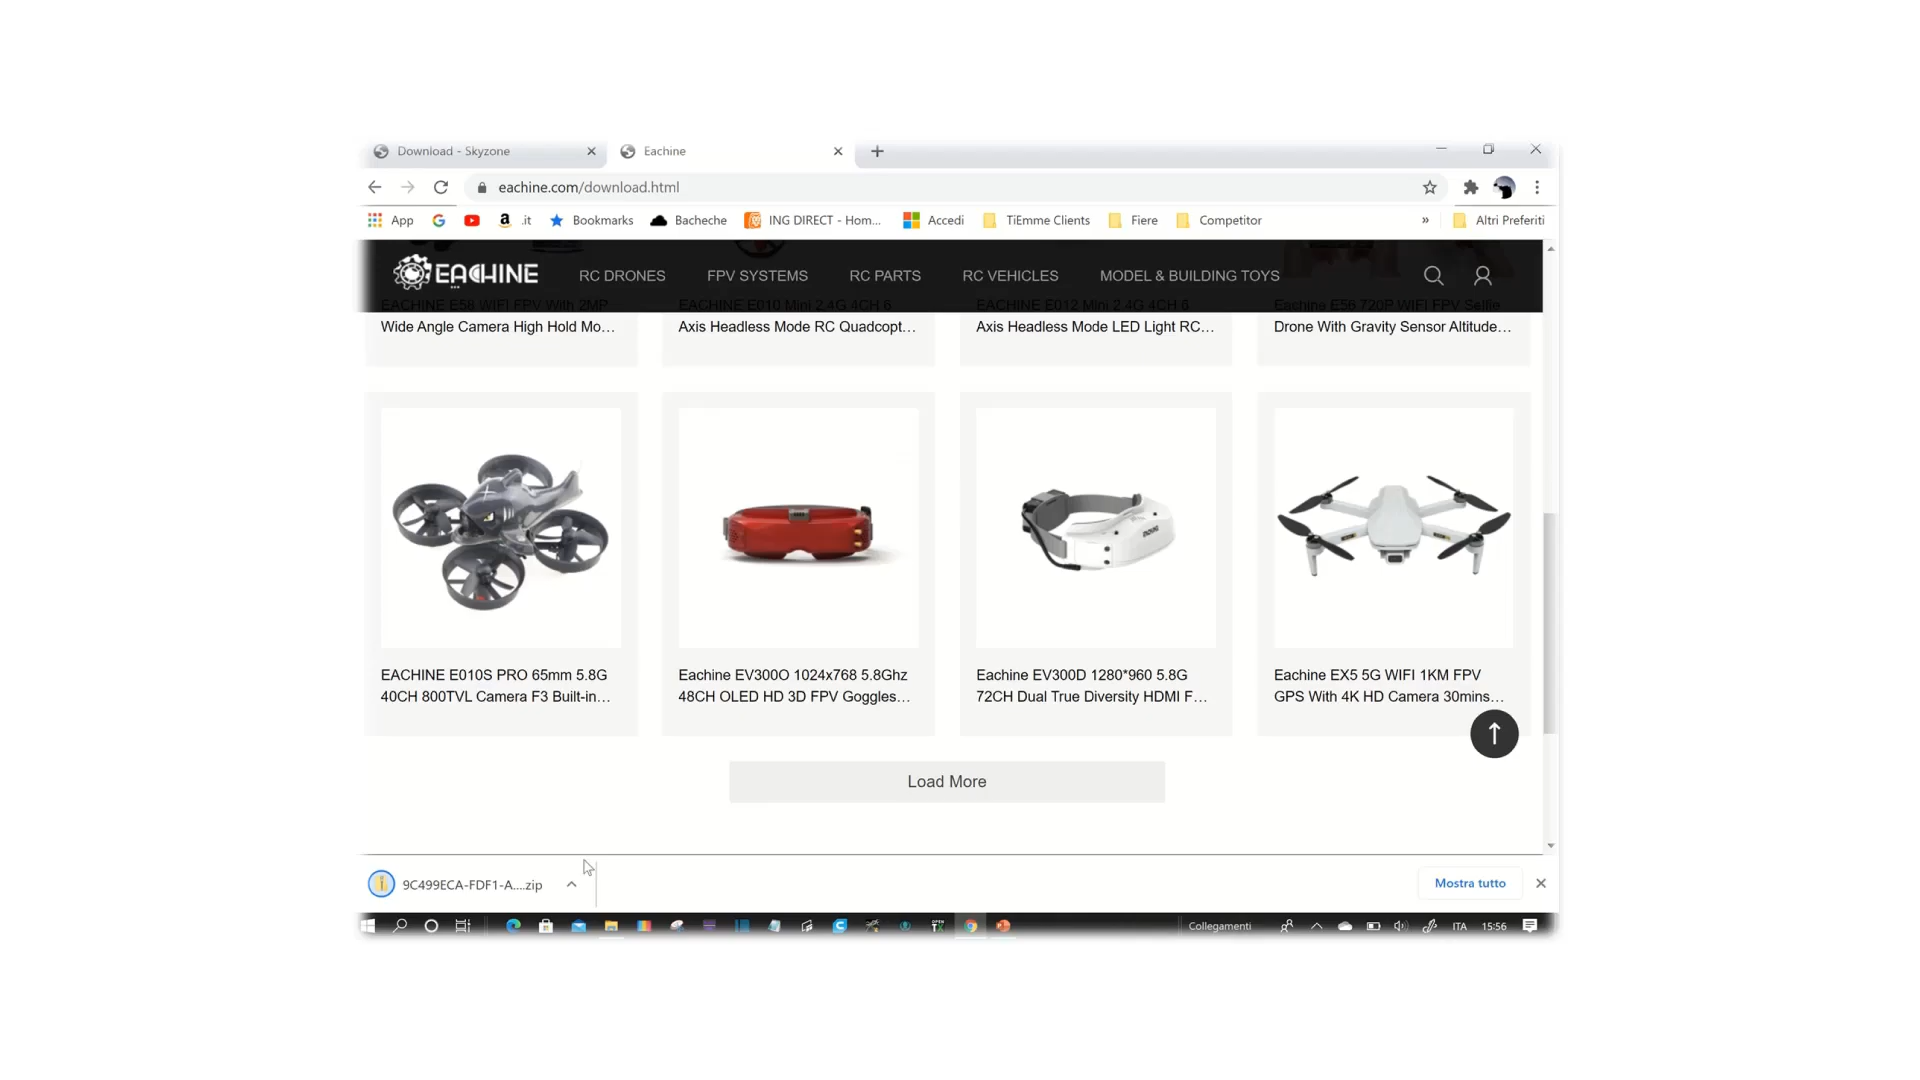 Download - Skyzone
Eachine
eachine.com/download.html
App
.it
Bookmarks
Bacheche
ING DIRECT - Hom...
Accedi
TiEmme Clients
Fiere
Competitor
»
Altri Preferiti
EACHINE
RC DRONES
FPV SYSTEMS
RC PARTS
RC VEHICLES
MODEL & BUILDING TOYS
EACHINE E58 WIFI FPV With 2MP
Wide Angle Camera High Hold Mo...
EACHINE E010 Mini 2.4G 4CH 6
Axis Headless Mode RC Quadcopt...
EACHINE E012 Mini 2.4G 4CH 6
Axis Headless Mode LED Light RC...
Eachine E56 720P WIFI FPV Selfie
Drone With Gravity Sensor Altitude...
EACHINE E010S PRO 65mm 5.8G
40CH 800TVL Camera F3 Built-in...
Eachine EV300O 1024x768 5.8Ghz
48CH OLED HD 3D FPV Goggles...
Eachine EV300D 1280*960 5.8G
72CH Dual True Diversity HDMI F...
Eachine EX5 5G WIFI 1KM FPV
GPS With 4K HD Camera 30mins...
Load More
9C499ECA-FDF1-A....zip
Mostra tutto
Collegamenti
ITA
15:56